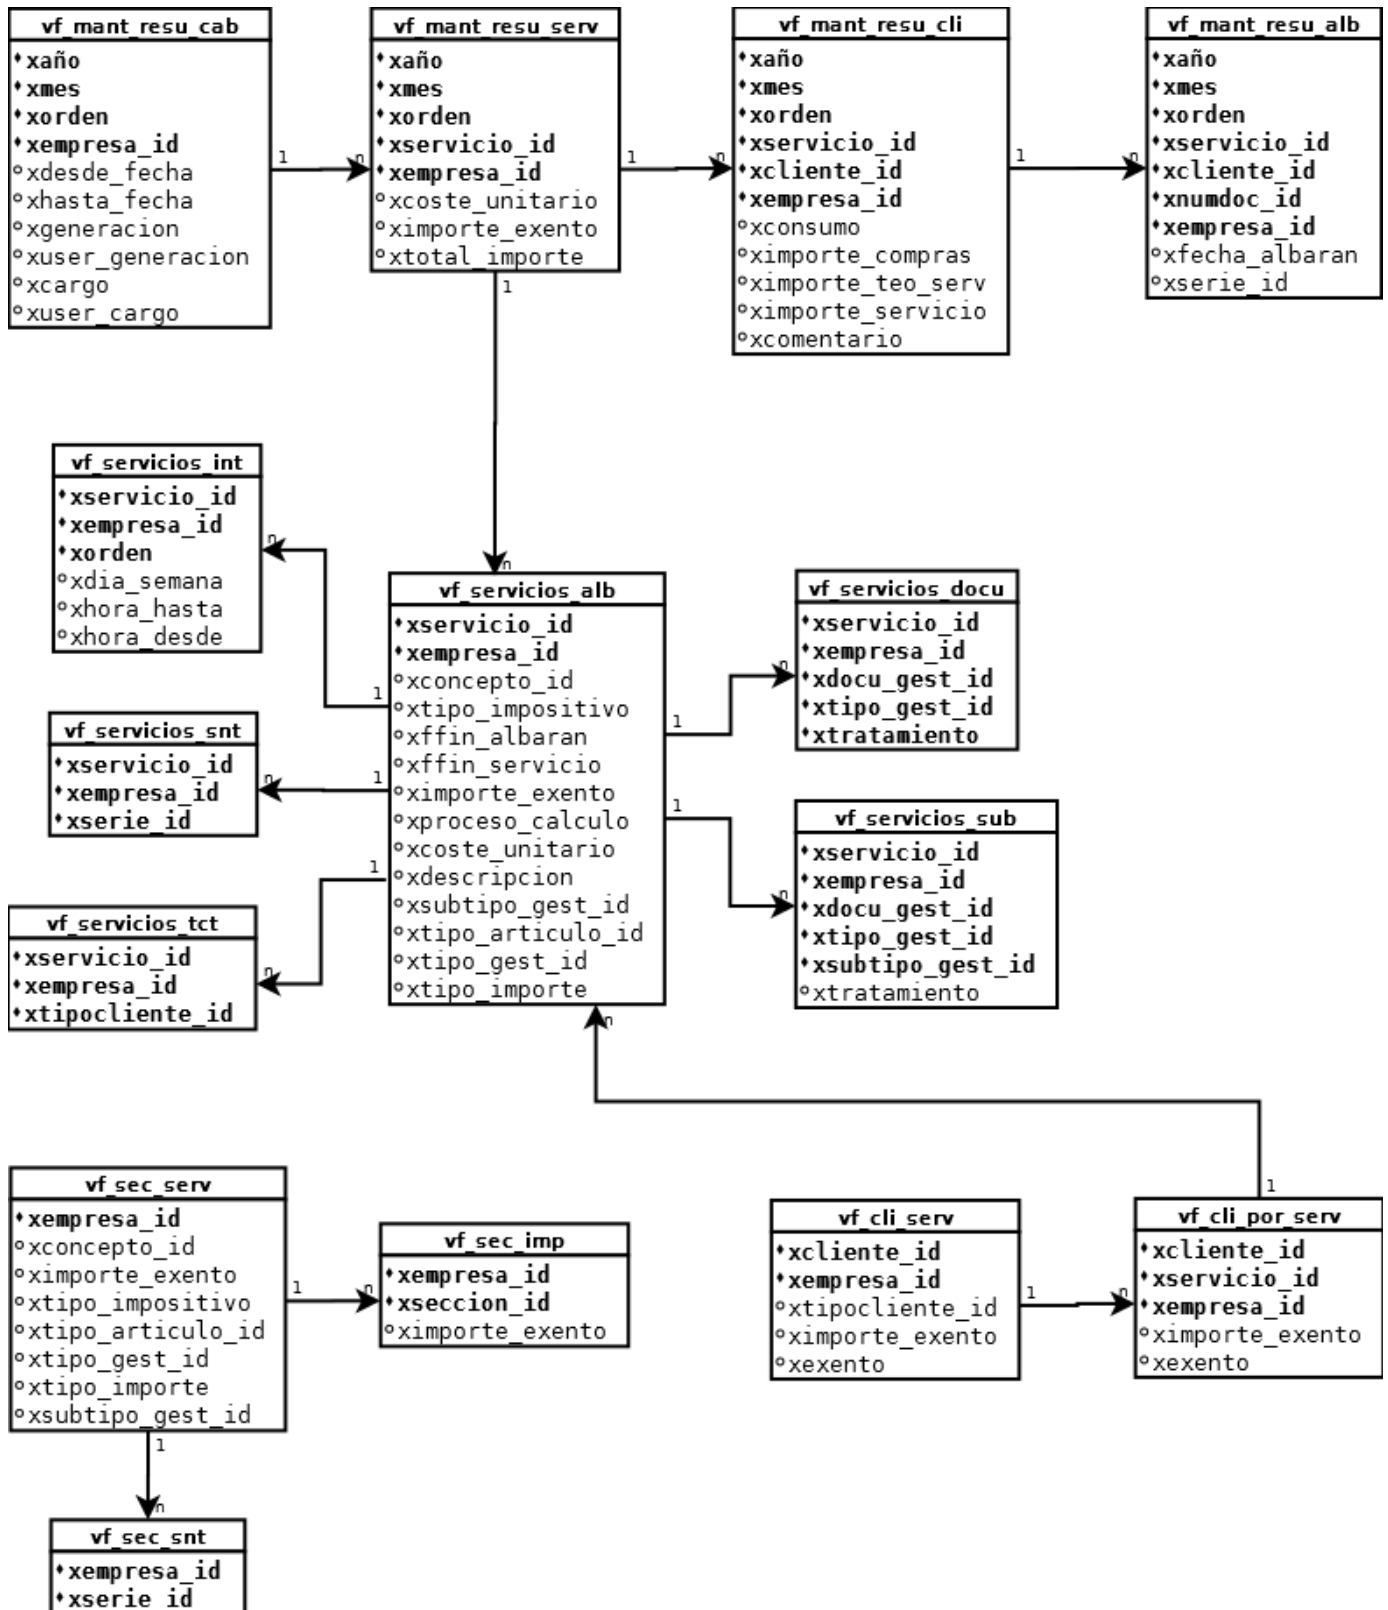 vf_mant_resu_cab
xaño
xmes
xorden
xempresa_id
xdesde_fecha
xhasta_fecha
xgeneracion
xuser_generacion
xcargo
xuser_cargo
1
n
vf_mant_resu_serv
xaño
xmes
xorden
xservicio_id
xempresa_id
xcoste_unitario
ximporte_exento
xtotal_importe
1
n
vf_mant_resu_cli
xaño
xmes
xorden
xservicio_id
xcliente_id
xempresa_id
xconsumo
ximporte_compras
ximporte_teo_serv
ximporte_servicio
xcomentario
1
n
vf_mant_resu_alb
xaño
xmes
xorden
xservicio_id
xcliente_id
xnumdoc_id
xempresa_id
xfecha_albaran
xserie_id
1
n
vf_servicios_int
xservicio_id
xempresa_id
xorden
xdia_semana
xhora_hasta
xhora_desde
n
1
vf_servicios_snt
xservicio_id
xempresa_id
xserie_id
n
1
vf_servicios_tct
xservicio_id
xempresa_id
xtipocliente_id
n
1
vf_servicios_alb
xservicio_id
xempresa_id
xconcepto_id
xtipo_impositivo
xffin_albaran
xffin_servicio
ximporte_exento
xproceso_calculo
xcoste_unitario
xdescripcion
xsubtipo_gest_id
xtipo_articulo_id
xtipo_gest_id
xtipo_importe
1
n
vf_servicios_docu
xservicio_id
xempresa_id
xdocu_gest_id
xtipo_gest_id
xtratamiento
1
n
vf_servicios_sub
xservicio_id
xempresa_id
xdocu_gest_id
xtipo_gest_id
xsubtipo_gest_id
xtratamiento
n
1
vf_sec_serv
xempresa_id
xconcepto_id
ximporte_exento
xtipo_impositivo
xtipo_articulo_id
xtipo_gest_id
xtipo_importe
xsubtipo_gest_id
1
n
vf_sec_imp
xempresa_id
xseccion_id
ximporte_exento
vf_cli_serv
xcliente_id
xempresa_id
xtipocliente_id
ximporte_exento
xexento
1
n
vf_cli_por_serv
xcliente_id
xservicio_id
xempresa_id
ximporte_exento
xexento
1
n
vf_sec_snt
xempresa_id
xserie_id